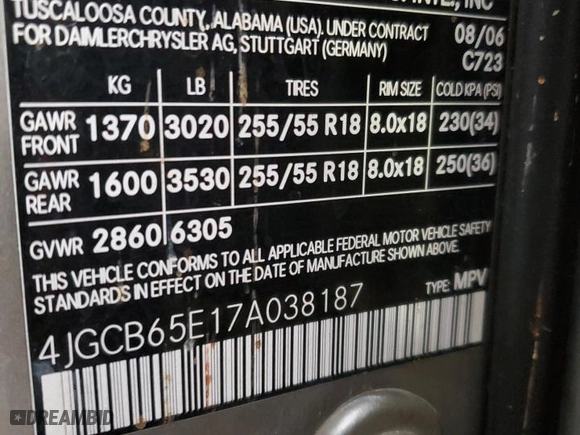 INC
TUSCALOOSA COUNTY, ALABAMA (USA). UNDER CONTRACT
FOR DAIMLERCHRYSLER AG, STUTTGART (GERMANY)
08/06
C723
KG LB TIRES RIM SIZE COLD KPA (PSI)
GAWR FRONT 1370 3020 255/55 R18 8.0x18 230(34)
GAWR REAR 1600 3530 255/55 R18 8.0x18 250(36)
GVWR 2860 6305
THIS VEHICLE CONFORMS TO ALL APPLICABLE FEDERAL MOTOR VEHICLE SAFETY
STANDARDS IN EFFECT ON THE DATE OF MANUFACTURE SHOWN ABOVE.
TYPE: MPV
4JGCB65E17A038187
DREAMBID